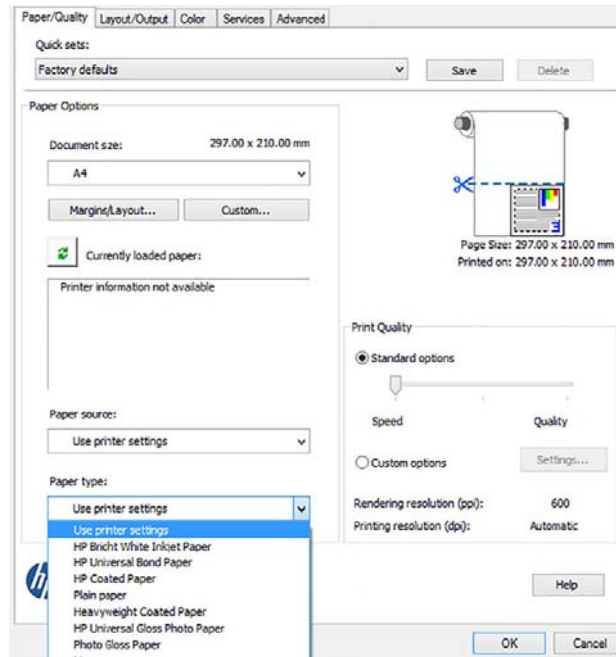 Paper/Quality Layout/Output Color Services Advanced
Quick sets:
Factory defaults
Save
Delete
Paper Options
Document size:
297.00 x 210.00 mm
A4
Margins/Layout...
Custom...
Currently loaded paper:
Printer information not available
Paper source:
Use printer settings
Paper type:
Use printer settings
Use printer settings
HP Bright White Inkjet Paper
HP Universal Bond Paper
HP Coated Paper
Plain paper
Heavyweight Coated Paper
HP Universal Gloss Photo Paper
Photo Gloss Paper
Page Size: 297.00 x 210.00 mm
Printed on: 297.00 x 210.00 mm
Print Quality
Standard options
Speed
Quality
Custom options
Settings...
Rendering resolution (ppi): 600
Printing resolution (dpi): Automatic
hp
Help
OK
Cancel